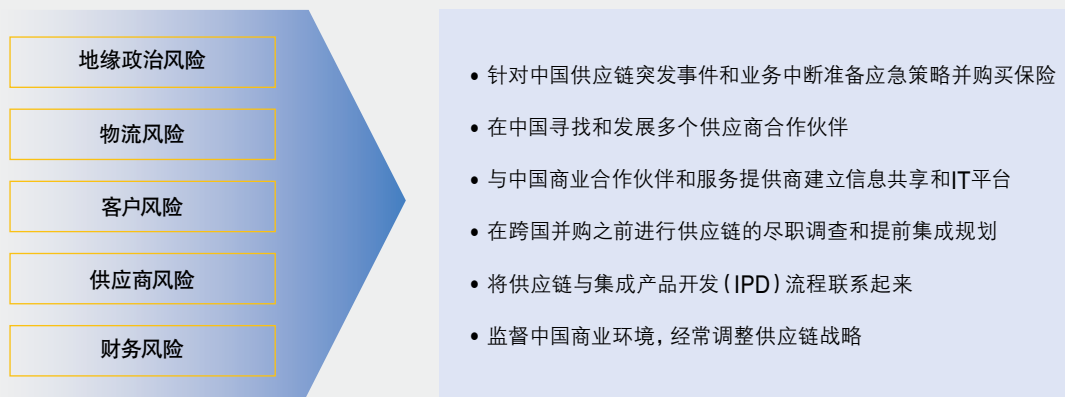 地缘政治风险
物流风险
客户风险
供应商风险
财务风险
• 针对中国供应链突发事件和业务中断准备应急策略并购买保险
• 在中国寻找和发展多个供应商合作伙伴
• 与中国商业合作伙伴和服务提供商建立信息共享和IT平台
• 在跨国并购之前进行供应链的尽职调查和提前集成规划
• 将供应链与集成产品开发(IPD)流程联系起来
• 监督中国商业环境,经常调整供应链战略